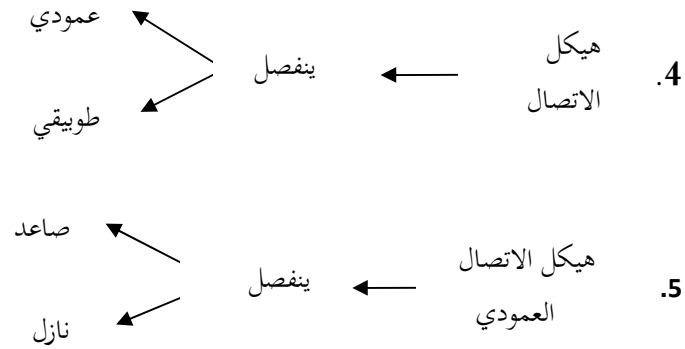 4. هيكل الاتصال
ينفصل
عمودي
طوبيقي
5. هيكل الاتصال العمودي
ينفصل
صاعد
نازل